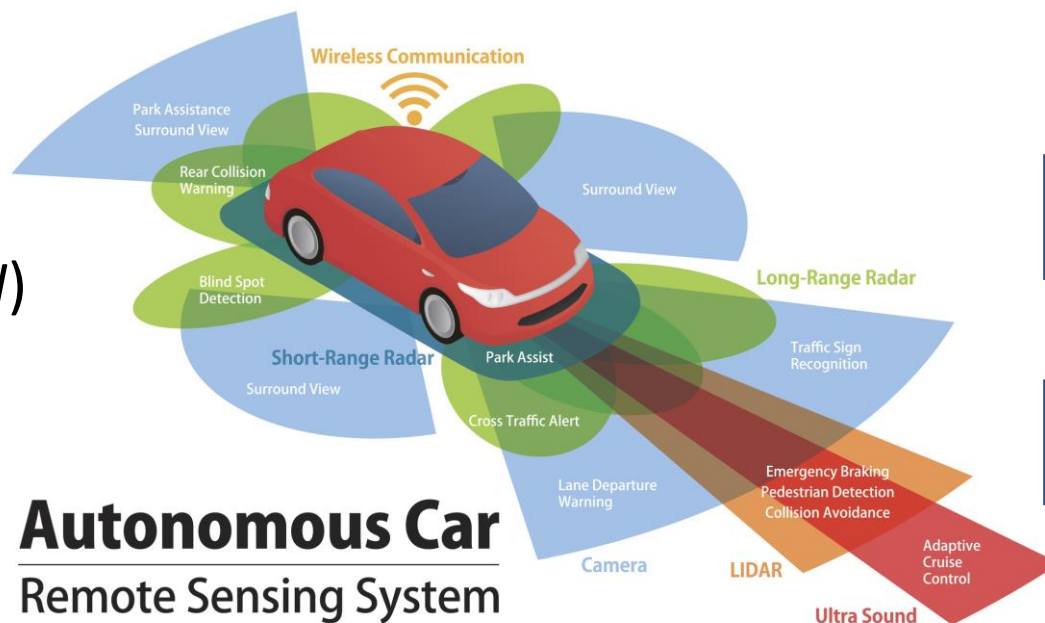 Wireless Communication
Park Assistance
Surround View
Rear Collision
Warning
Surround View
Blind Spot
Detection
Long-Range Radar
Short-Range Radar
Park Assist
Traffic Sign
Recognition
Surround View
Cross Traffic Alert
Lane Departure
Warning
Emergency Braking
Pedestrian Detection
Collision Avoidance
Camera
LIDAR
Adaptive
Cruise
Control
Ultra Sound
Autonomous Car
Remote Sensing System